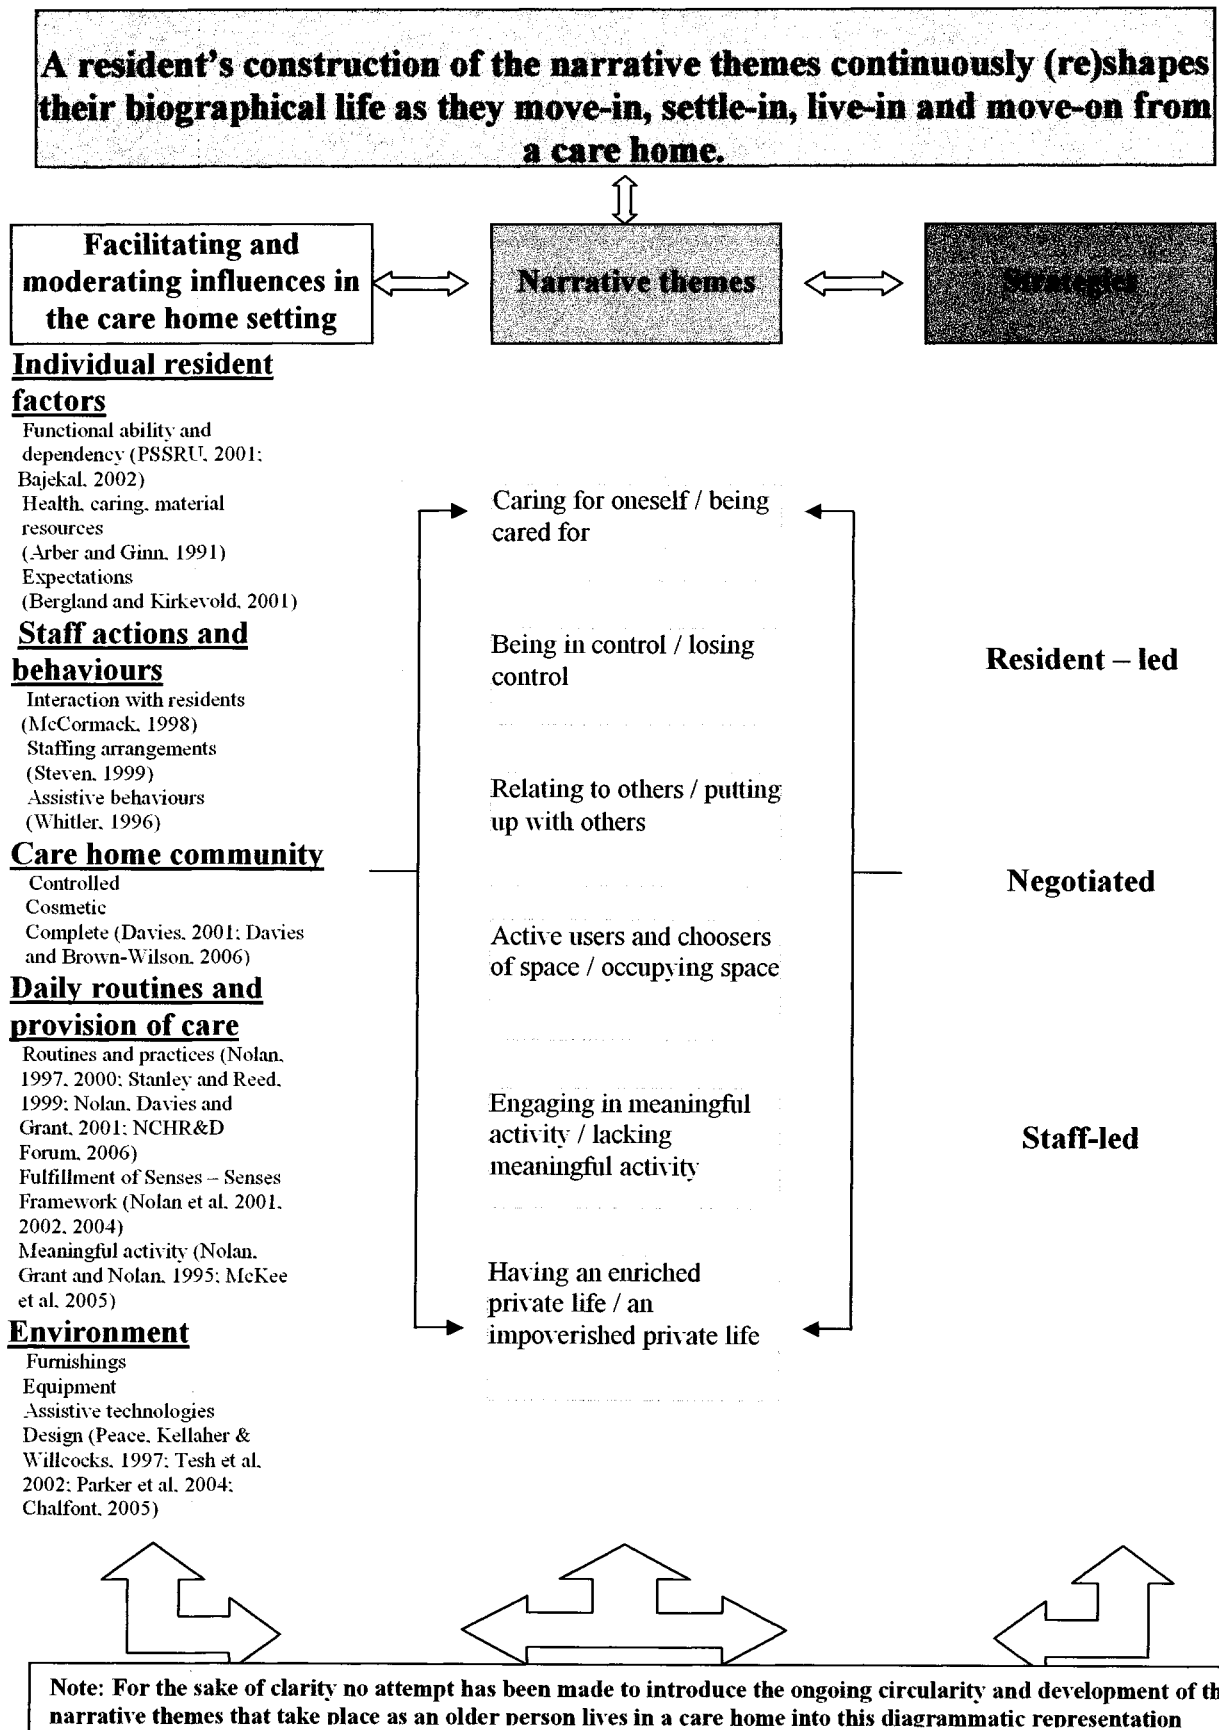 A resident's construction of the narrative themes continuously (re)shapes
their biographical life as they move-in, settle-in, live-in and move-on from
a care home.
Facilitating and
moderating influences in
the care home setting
Narrative themes
Strategies
Individual resident
factors
Functional ability and
dependency (PSSRU, 2001;
Bajekal, 2002)
Health, caring, material
resources
(Arber and Ginn, 1991)
Expectations
(Bergland and Kirkevold, 2001)
Staff actions and
behaviours
Interaction with residents
(McCormack, 1998)
Staffing arrangements
(Steven, 1999)
Assistive behaviours
(Whitler, 1996)
Care home community
Controlled
Cosmetic
Complete (Davies, 2001; Davies
and Brown-Wilson, 2006)
Daily routines and
provision of care
Routines and practices (Nolan,
1997, 2000; Stanley and Reed,
1999; Nolan, Davies and
Grant, 2001; NCHR&D
Forum, 2006)
Fulfillment of Senses – Senses
Framework (Nolan et al, 2001,
2002, 2004)
Meaningful activity (Nolan,
Grant and Nolan, 1995; McKee
et al, 2005)
Environment
Furnishings
Equipment
Assistive technologies
Design (Peace, Kellaher &
Willcocks, 1997; Tesh et al,
2002; Parker et al, 2004;
Chalfont, 2005)
Caring for oneself / being
cared for
Being in control / losing
control
Relating to others / putting
up with others
Active users and choosers
of space / occupying space
Engaging in meaningful
activity / lacking
meaningful activity
Having an enriched
private life / an
impoverished private life
Resident – led
Negotiated
Staff-led
Note: For the sake of clarity no attempt has been made to introduce the ongoing circularity and development of th
narrative themes that take place as an older person lives in a care home into this diagrammatic representation